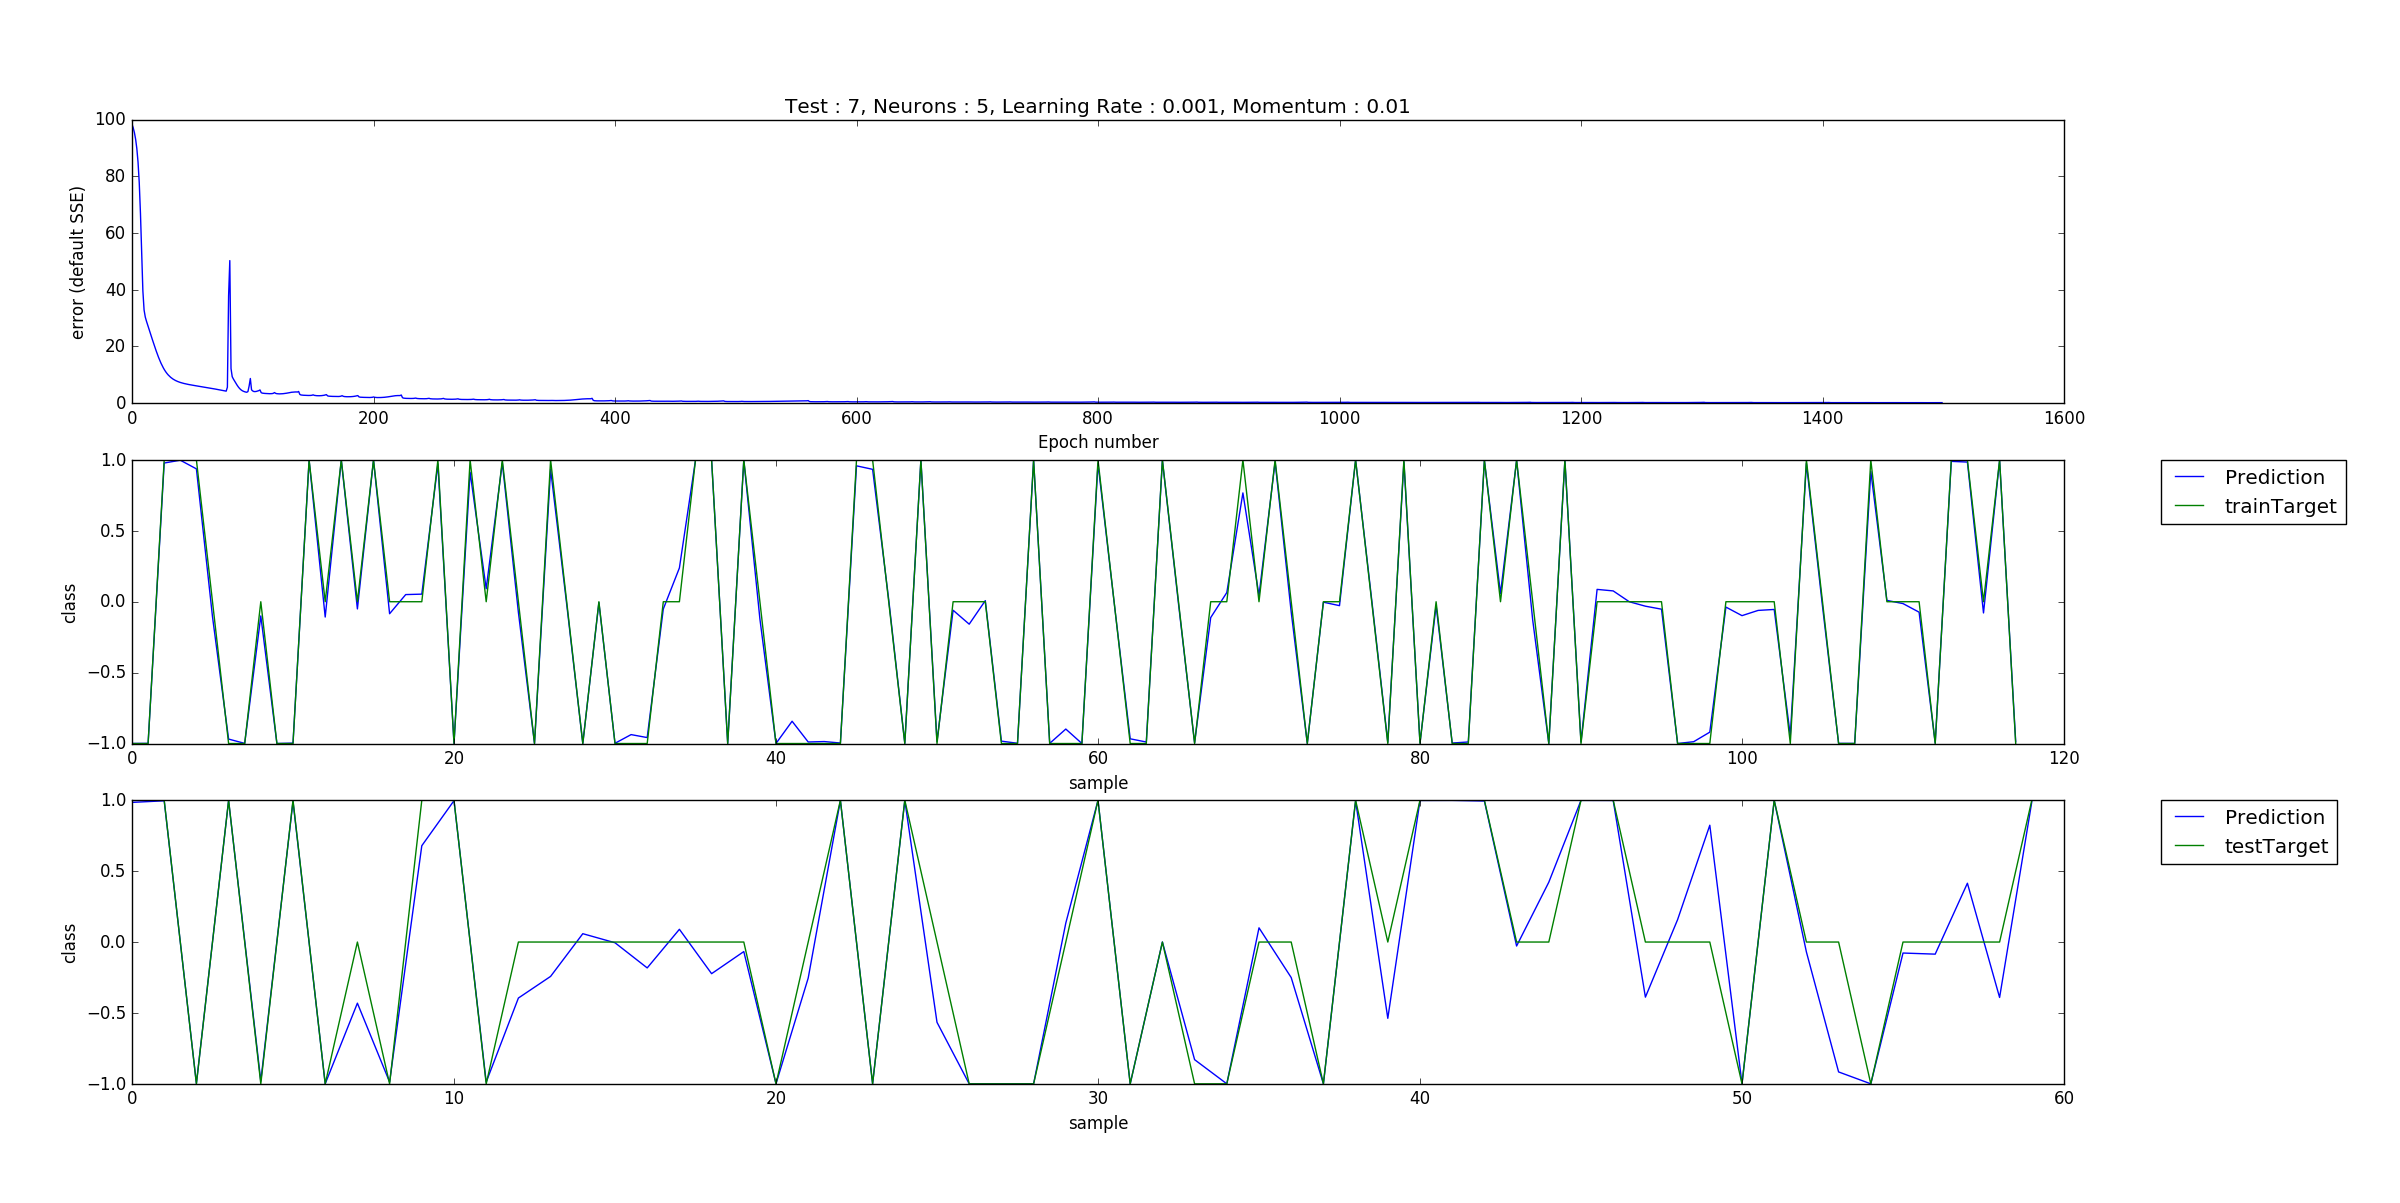 Test : 7, Neurons : 5, Learning Rate : 0.001, Momentum : 0.01
100
80
60
40
20
0
error (default SSE)
0 200 400 600 800 1000 1200 1400 1600
Epoch number
1.0
0.5
0.0
−0.5
−1.0
class
0 20 40 60 80 100 120
sample
Prediction
trainTarget
1.0
0.5
0.0
−0.5
−1.0
class
0 10 20 30 40 50 60
sample
Prediction
testTarget